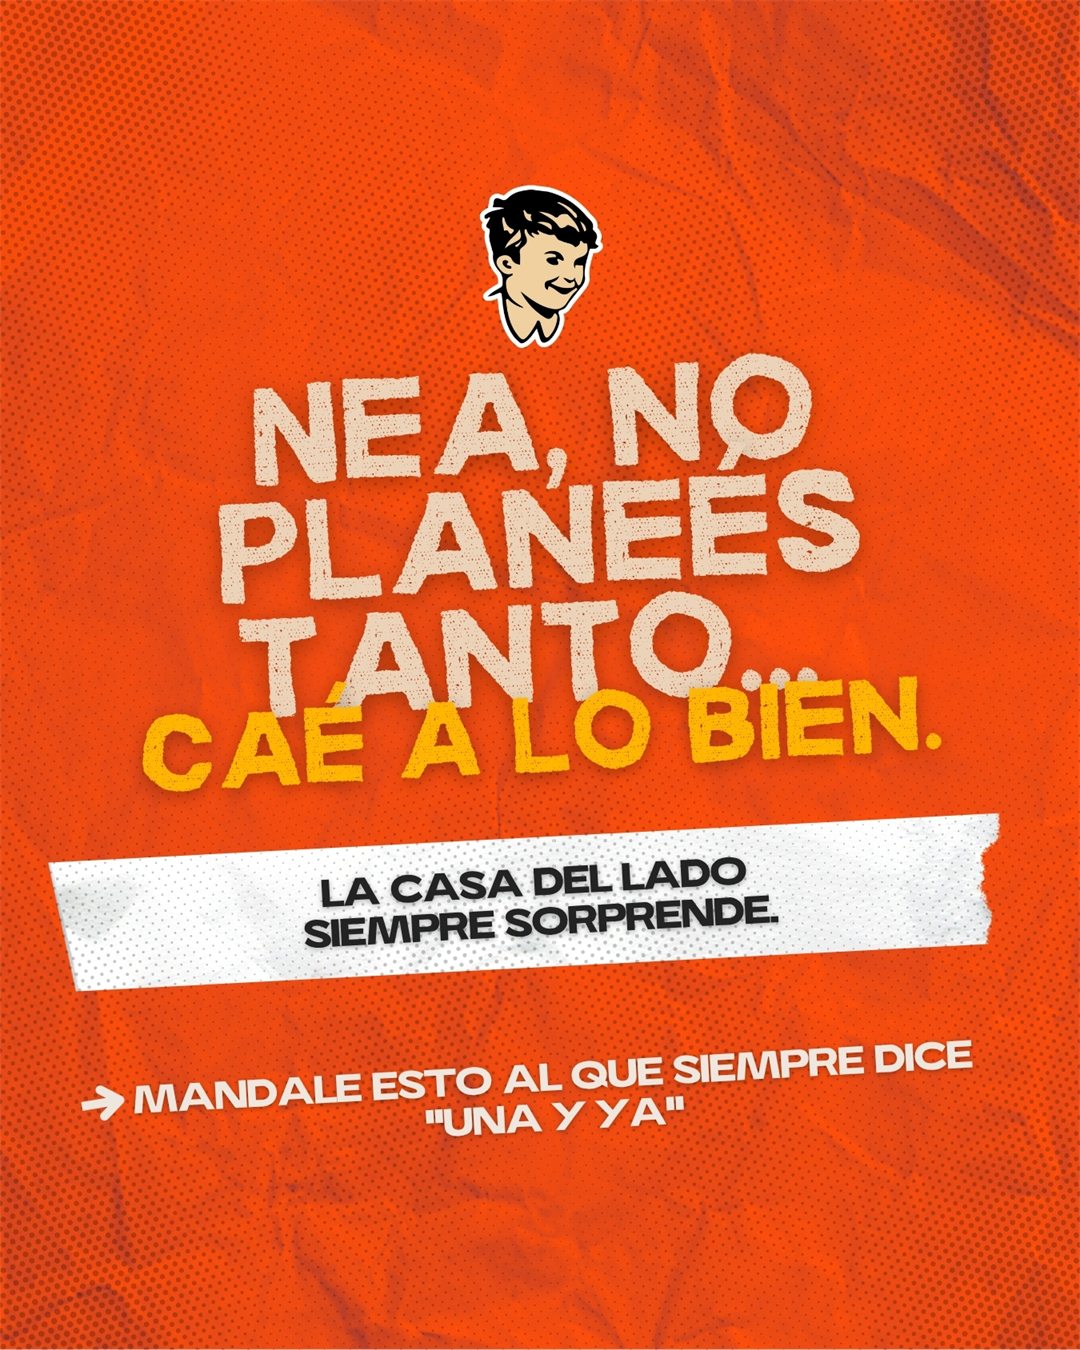 NEA, NO
PLANEÉS
TANTO...
CAÉ A LO BIEN.
LA CASA DEL LADO
SIEMPRE SORPRENDE.
→ MANDALE ESTO AL QUE SIEMPRE DICE
"UNA Y YA"